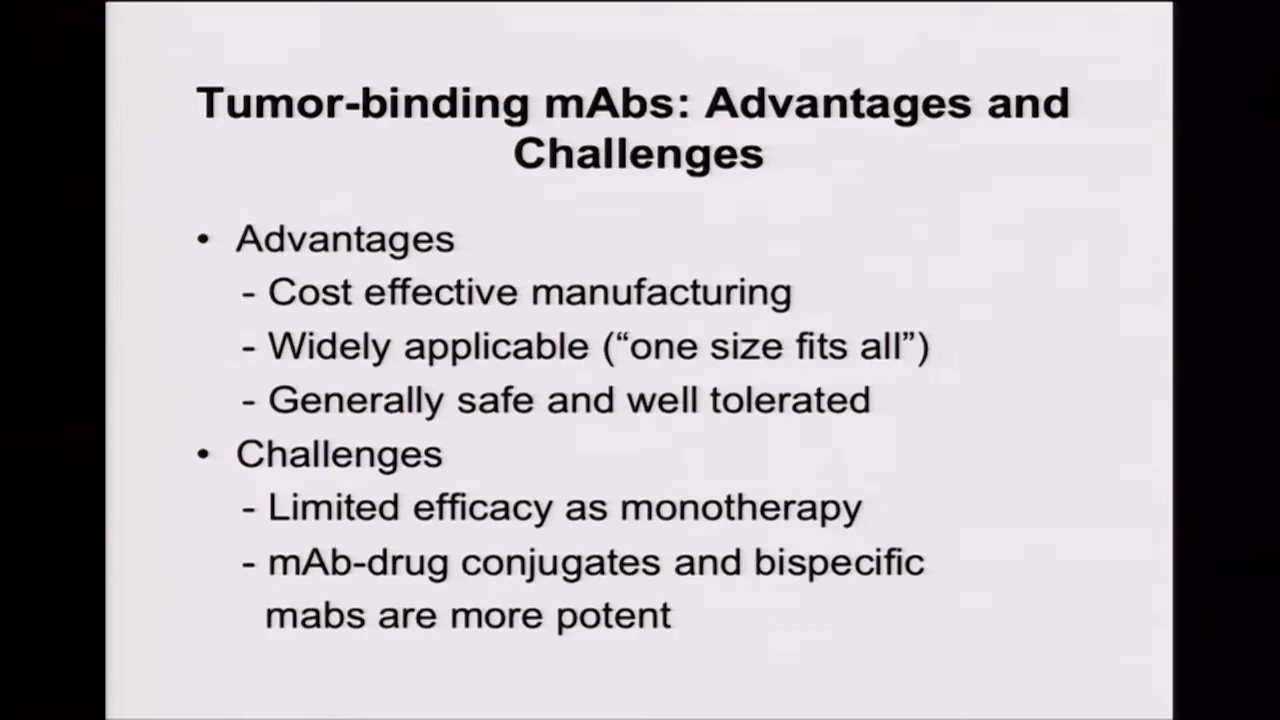 Tumor-binding mAbs: Advantages and
Challenges
• Advantages
- Cost effective manufacturing
- Widely applicable (“one size fits all”)
- Generally safe and well tolerated
• Challenges
- Limited efficacy as monotherapy
- mAb-drug conjugates and bispecific
mabs are more potent